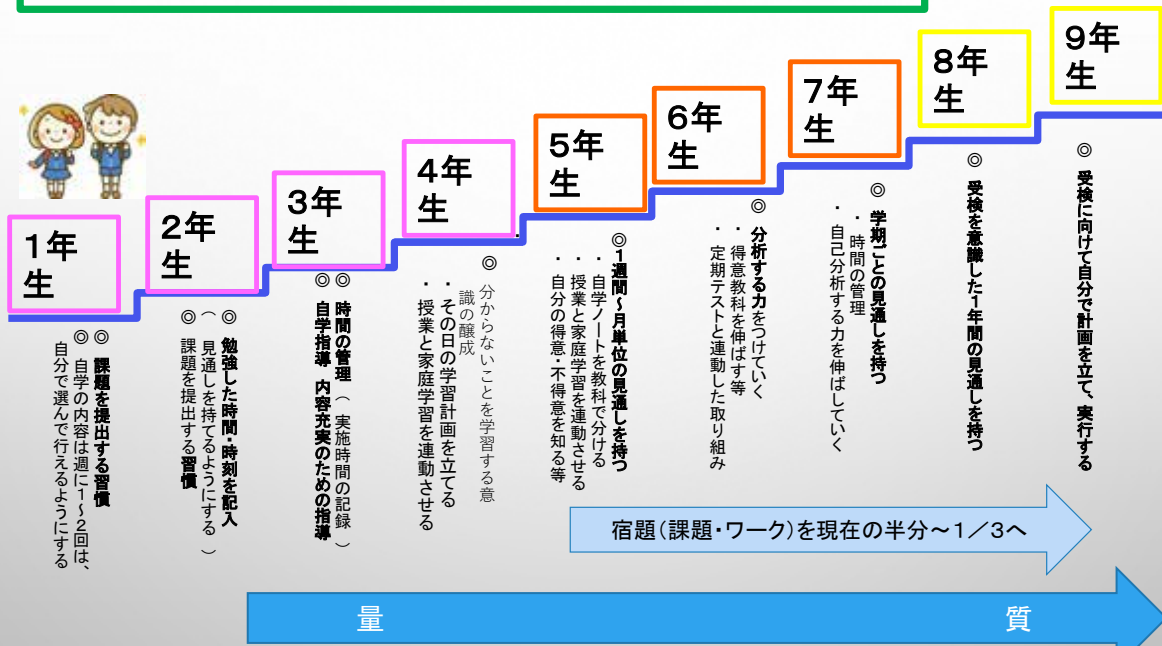 1年
生
◎ 課題を提出する習慣
◎ 自学の内容は週に1~2回は、
自分で選んで行えるようにする
2年
生
◎ 勉強した時間・時刻を記入
( 見通しを持てるようにする )
◎ 課題を提出する習慣
3年
生
◎ 時間の管理 ( 実施時間の記録 )
◎ 自学指導 内容充実のための指導
4年
生
◎ 分からないことを学習する意
識の醸成
・その日の学習計画を立てる
・授業と家庭学習を連動させる
5年
生
◎1週間~月単位の見通しを持つ
・自学ノートを教科で分ける
・授業と家庭学習を連動させる
・自分の得意・不得意を知る等
6年
生
◎ 分析する力をつけていく
・得意教科を伸ばす等
・定期テストと連動した取り組み
7年
生
◎ 学期ごとの見通しを持つ
・時間の管理
・自己分析する力を伸ばしていく
8年
生
◎ 受検を意識した1年間の見通しを持つ
9年
生
◎ 受検に向けて自分で計画を立て、実行する
宿題(課題・ワーク)を現在の半分~1/3へ
量
質